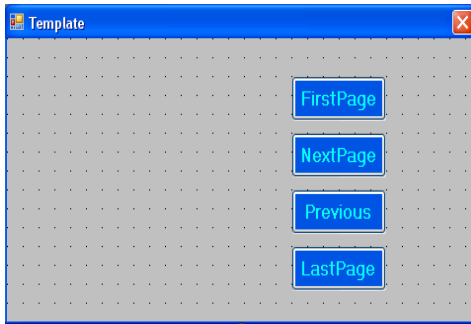 Template
FirstPage
NextPage
Previous
LastPage